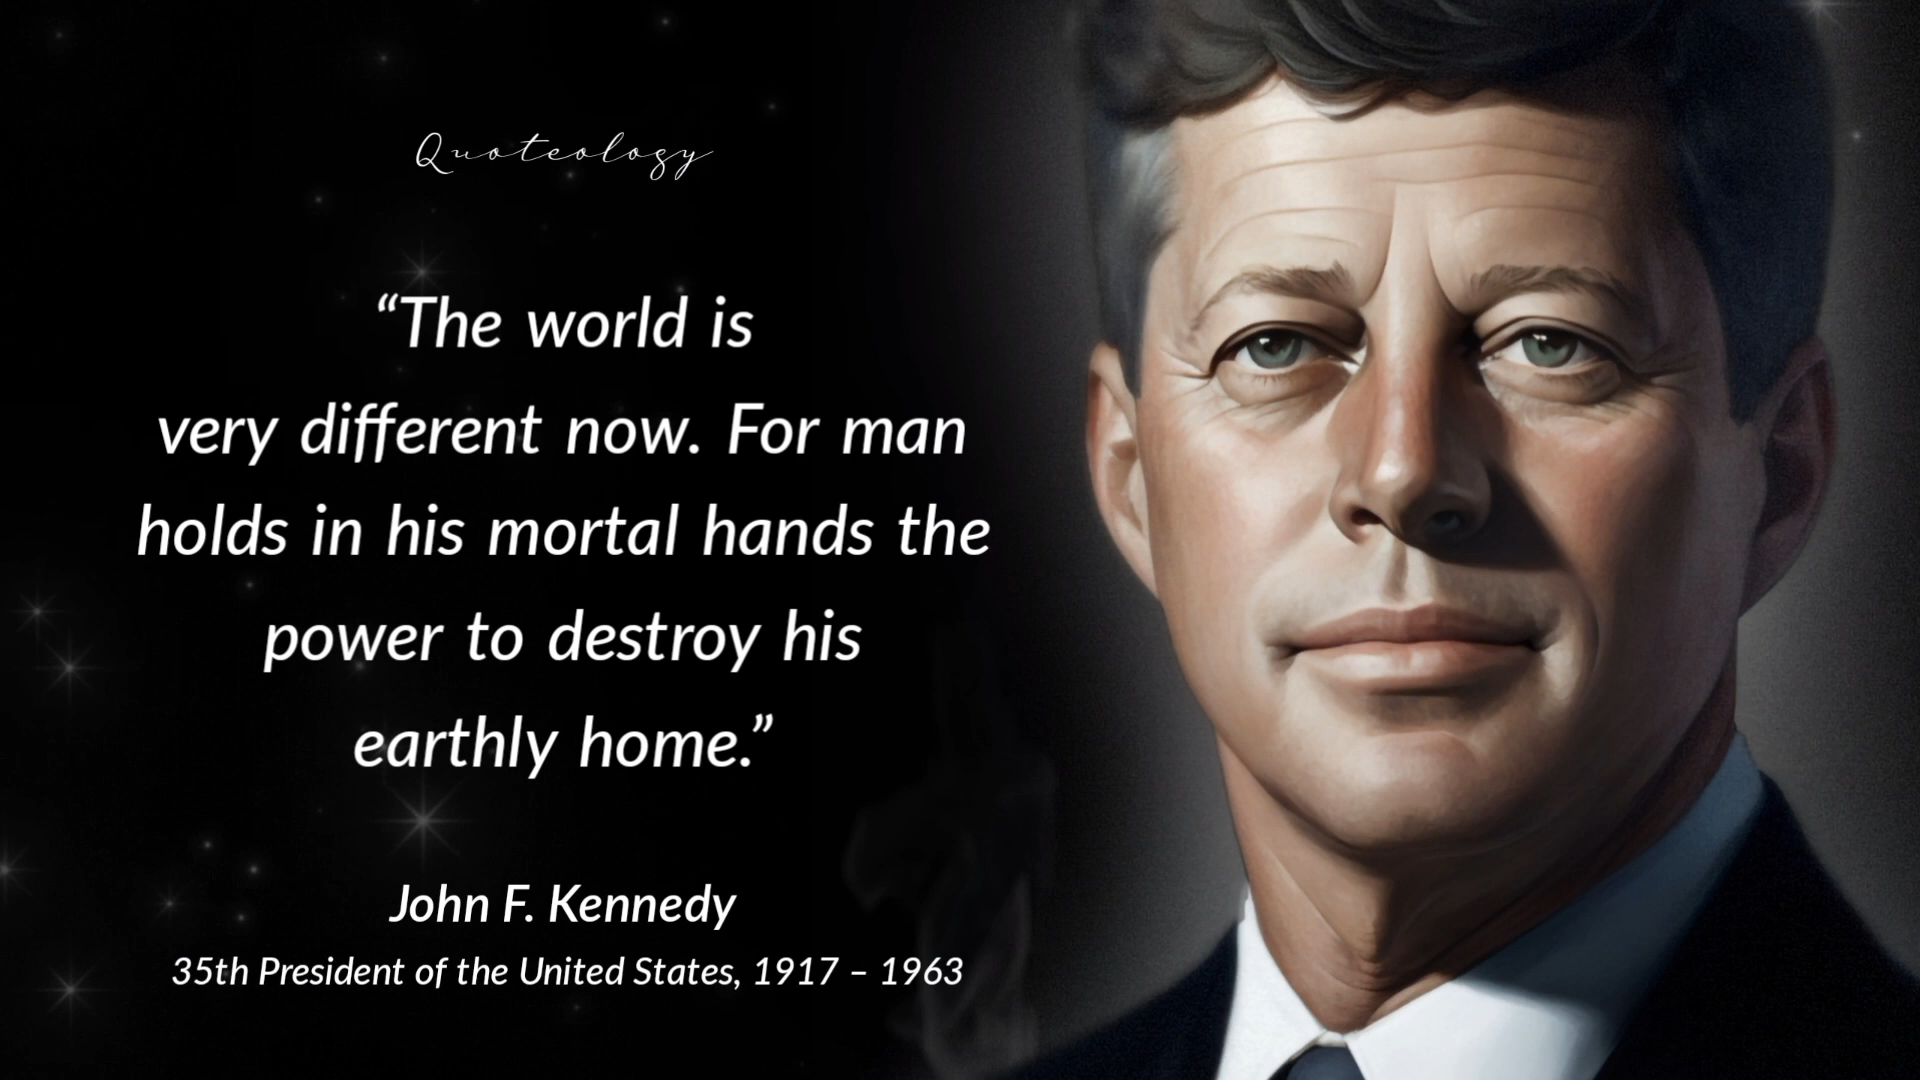 Quoteology
“The world is
very different now. For man
holds in his mortal hands the
power to destroy his
earthly home.”
John F. Kennedy
35th President of the United States, 1917 – 1963